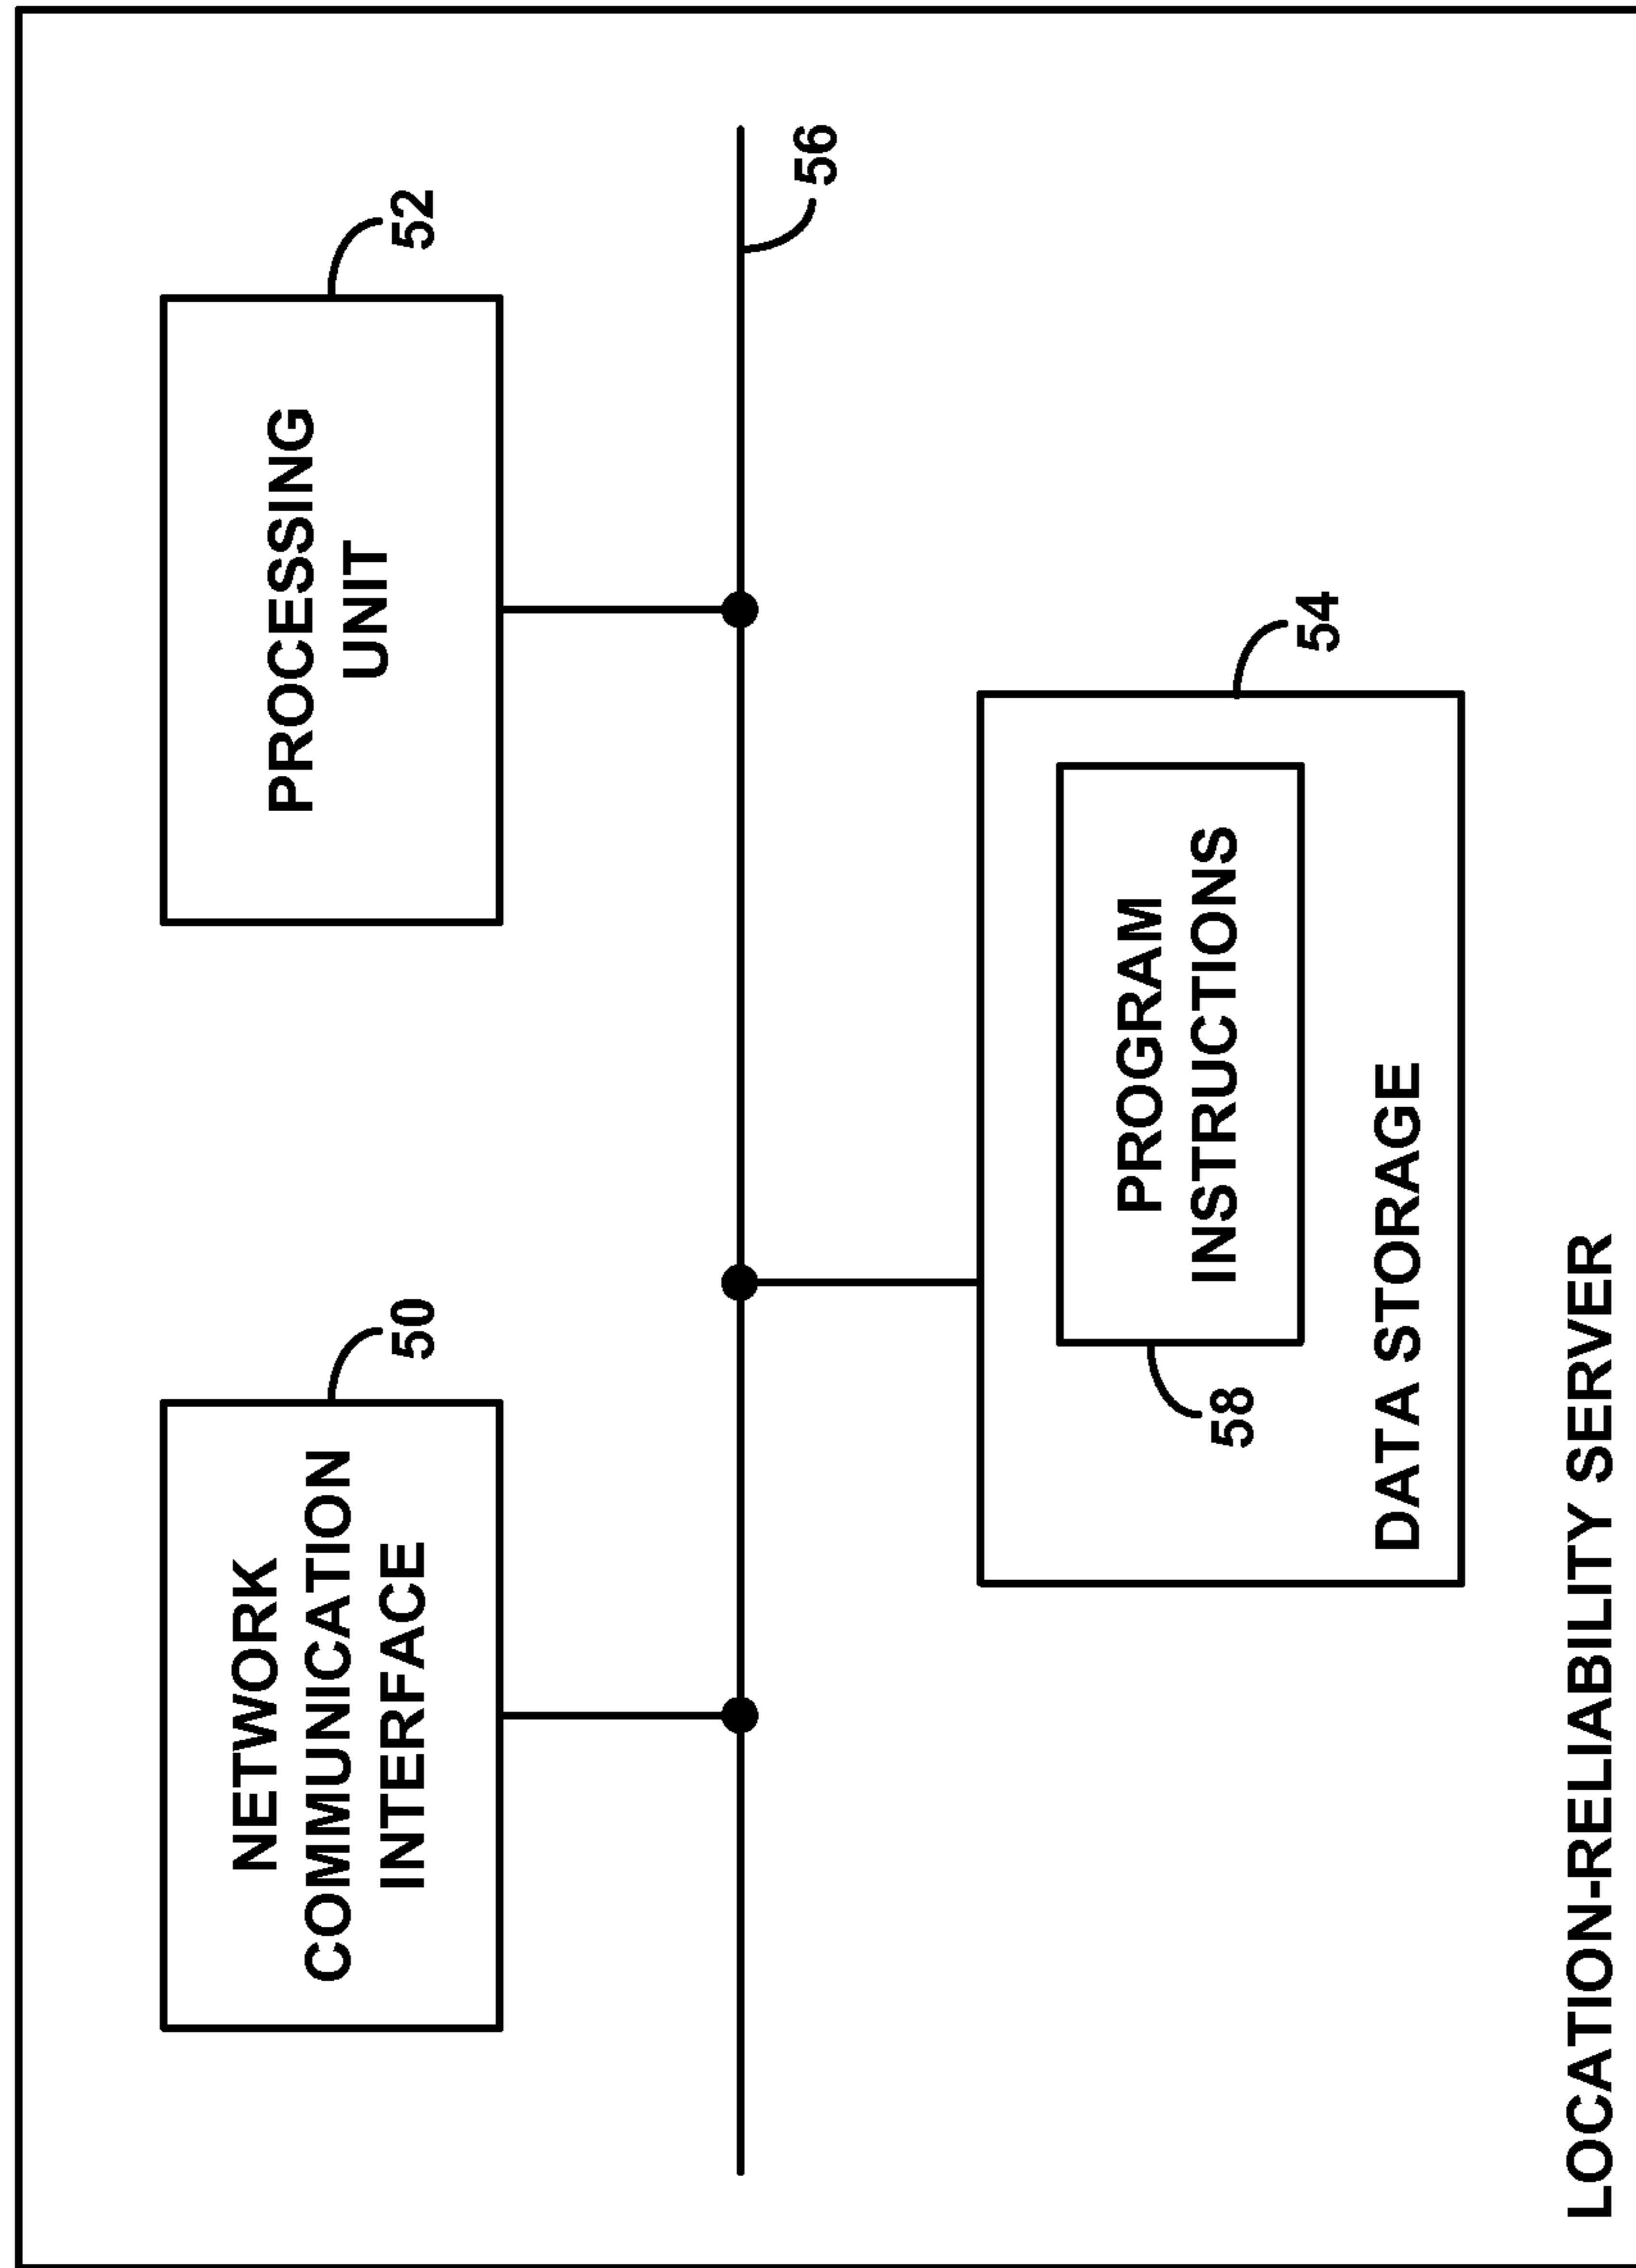 NETWORK
COMMUNICATION
INTERFACE
50
PROCESSING
UNIT
52
56
PROGRAM
INSTRUCTIONS
58
54
DATA STORAGE
LOCATION-RELIABILITY SERVER